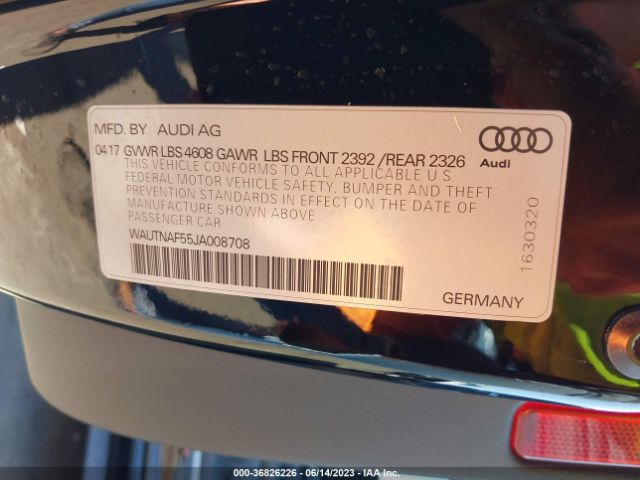 MFD. BY AUDI AG
Audi
04 17 GVWR LBS 4608 GAWR LBS FRONT 2392 /REAR 2326
THIS VEHICLE CONFORMS TO ALL APPLICABLE U.S.
FEDERAL MOTOR VEHICLE SAFETY, BUMPER AND THEFT
PREVENTION STANDARDS IN EFFECT ON THE DATE OF
MANUFACTURE SHOWN ABOVE
PASSENGER CAR
WAUTNAF55JA008708
1630320
GERMANY
000-36826226 - 06/14/2023 - IAA Inc.